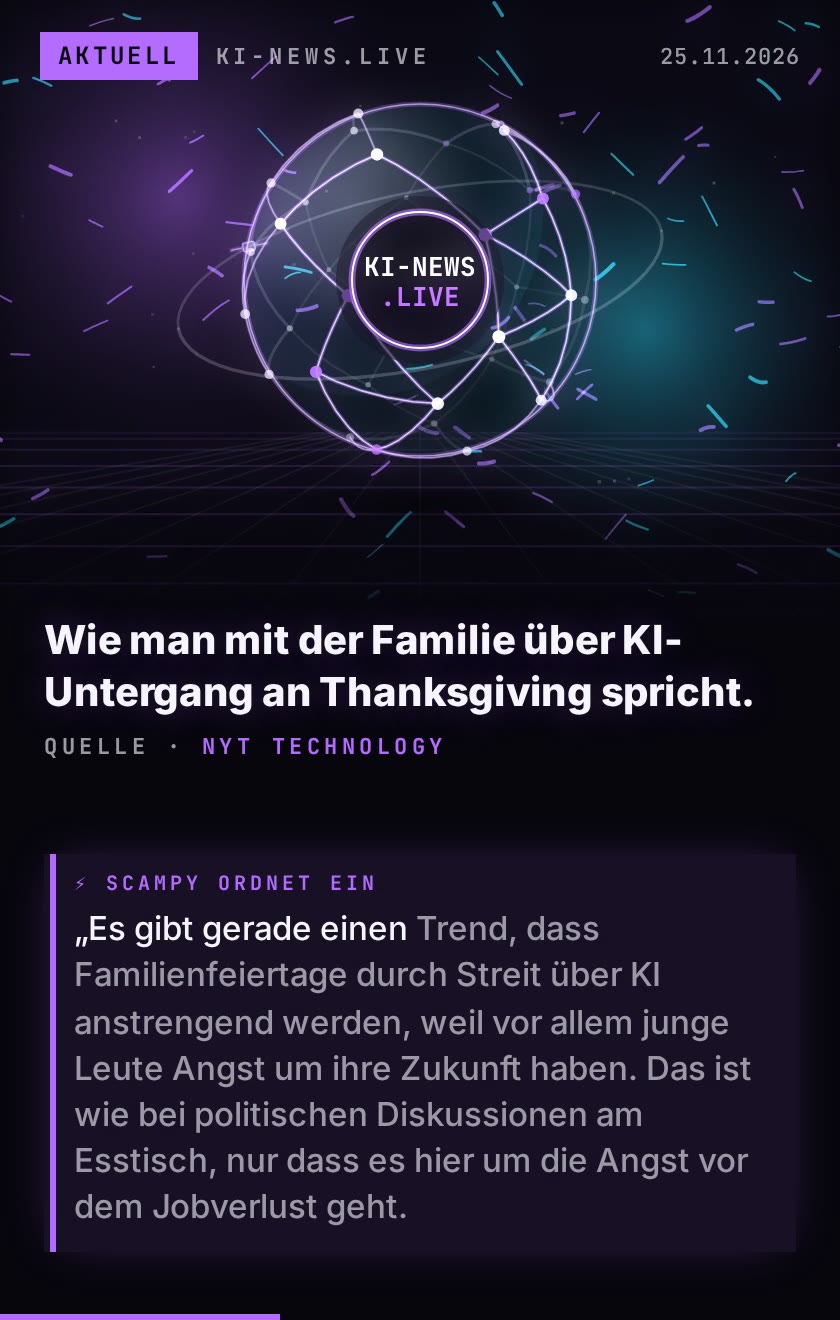 AKTUELL KI-NEWS.LIVE 25.11.2026
KI-NEWS
.LIVE
Wie man mit der Familie über KI-
Untergang an Thanksgiving spricht.
QUELLE · NYT TECHNOLOGY
⚡ SCAMPY ORDNET EIN
„Es gibt gerade einen Trend, dass
Familienfeiertage durch Streit über KI
anstrengend werden, weil vor allem junge
Leute Angst um ihre Zukunft haben. Das ist
wie bei politischen Diskussionen am
Esstisch, nur dass es hier um die Angst vor
dem Jobverlust geht.